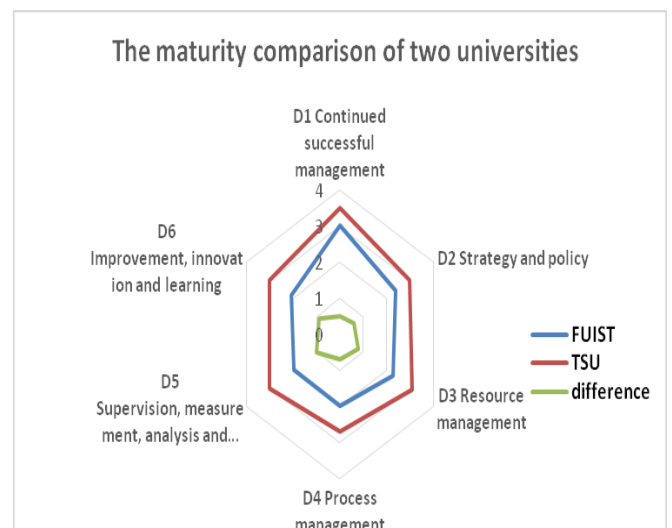 The maturity comparison of two universities
D1 Continued
successful
management
4
3
2
1
0
D2 Strategy and policy
D3 Resource
management
D4 Process
management
D5
Supervision, measure
ment, analysis and...
D6
Improvement, innovat
ion and learning
FUIST
TSU
difference